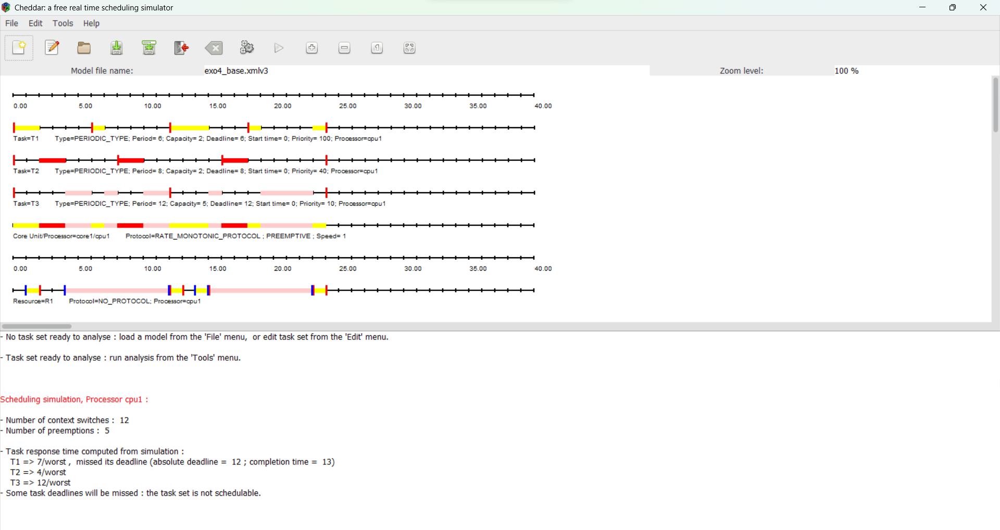 Cheddar: a free real time scheduling simulator
File Edit Tools Help
Model file name: exo4_base.xmlv3 Zoom level: 100 %
0.00 5.00 10.00 15.00 20.00 25.00 30.00 35.00 40.00
Task=T1 Type=PERIODIC_TYPE; Period= 6; Capacity= 2; Deadline= 6; Start time= 0; Priority= 100; Processor=cpu1
Task=T2 Type=PERIODIC_TYPE; Period= 8; Capacity= 2; Deadline= 8; Start time= 0; Priority= 40; Processor=cpu1
Task=T3 Type=PERIODIC_TYPE; Period= 12; Capacity= 5; Deadline= 12; Start time= 0; Priority= 10; Processor=cpu1
Core Unit/Processor=core1/cpu1 Protocol=RATE_MONOTONIC_PROTOCOL ; PREEMPTIVE ; Speed= 1
0.00 5.00 10.00 15.00 20.00 25.00 30.00 35.00 40.00
Resource=R1 Protocol=NO_PROTOCOL; Processor=cpu1
- No task set ready to analyse : load a model from the 'File' menu, or edit task set from the 'Edit' menu.
- Task set ready to analyse : run analysis from the 'Tools' menu.
Scheduling simulation, Processor cpu1 :
- Number of context switches : 12
- Number of preemptions : 5
- Task response time computed from simulation :
T1 => 7/worst , missed its deadline (absolute deadline = 12 ; completion time = 13)
T2 => 4/worst
T3 => 12/worst
- Some task deadlines will be missed : the task set is not schedulable.